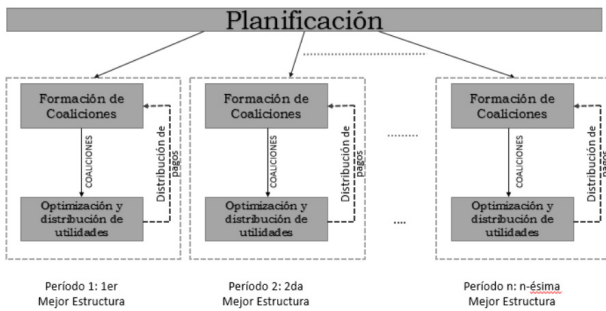 Planificación
Formación de
Coaliciones
COALICIONES
Distribución de
pagos
Optimización y
distribución de
utilidades
Formación de
Coaliciones
COALICIONES
Distribución de
pagos
Optimización y
distribución de
utilidades
Formación de
Coaliciones
COALICIONES
Distribución de
pagos
Optimización y
distribución de
utilidades
Período 1: 1er
Mejor Estructura
Período 2: 2da
Mejor Estructura
Período n: n-ésima
Mejor Estructura